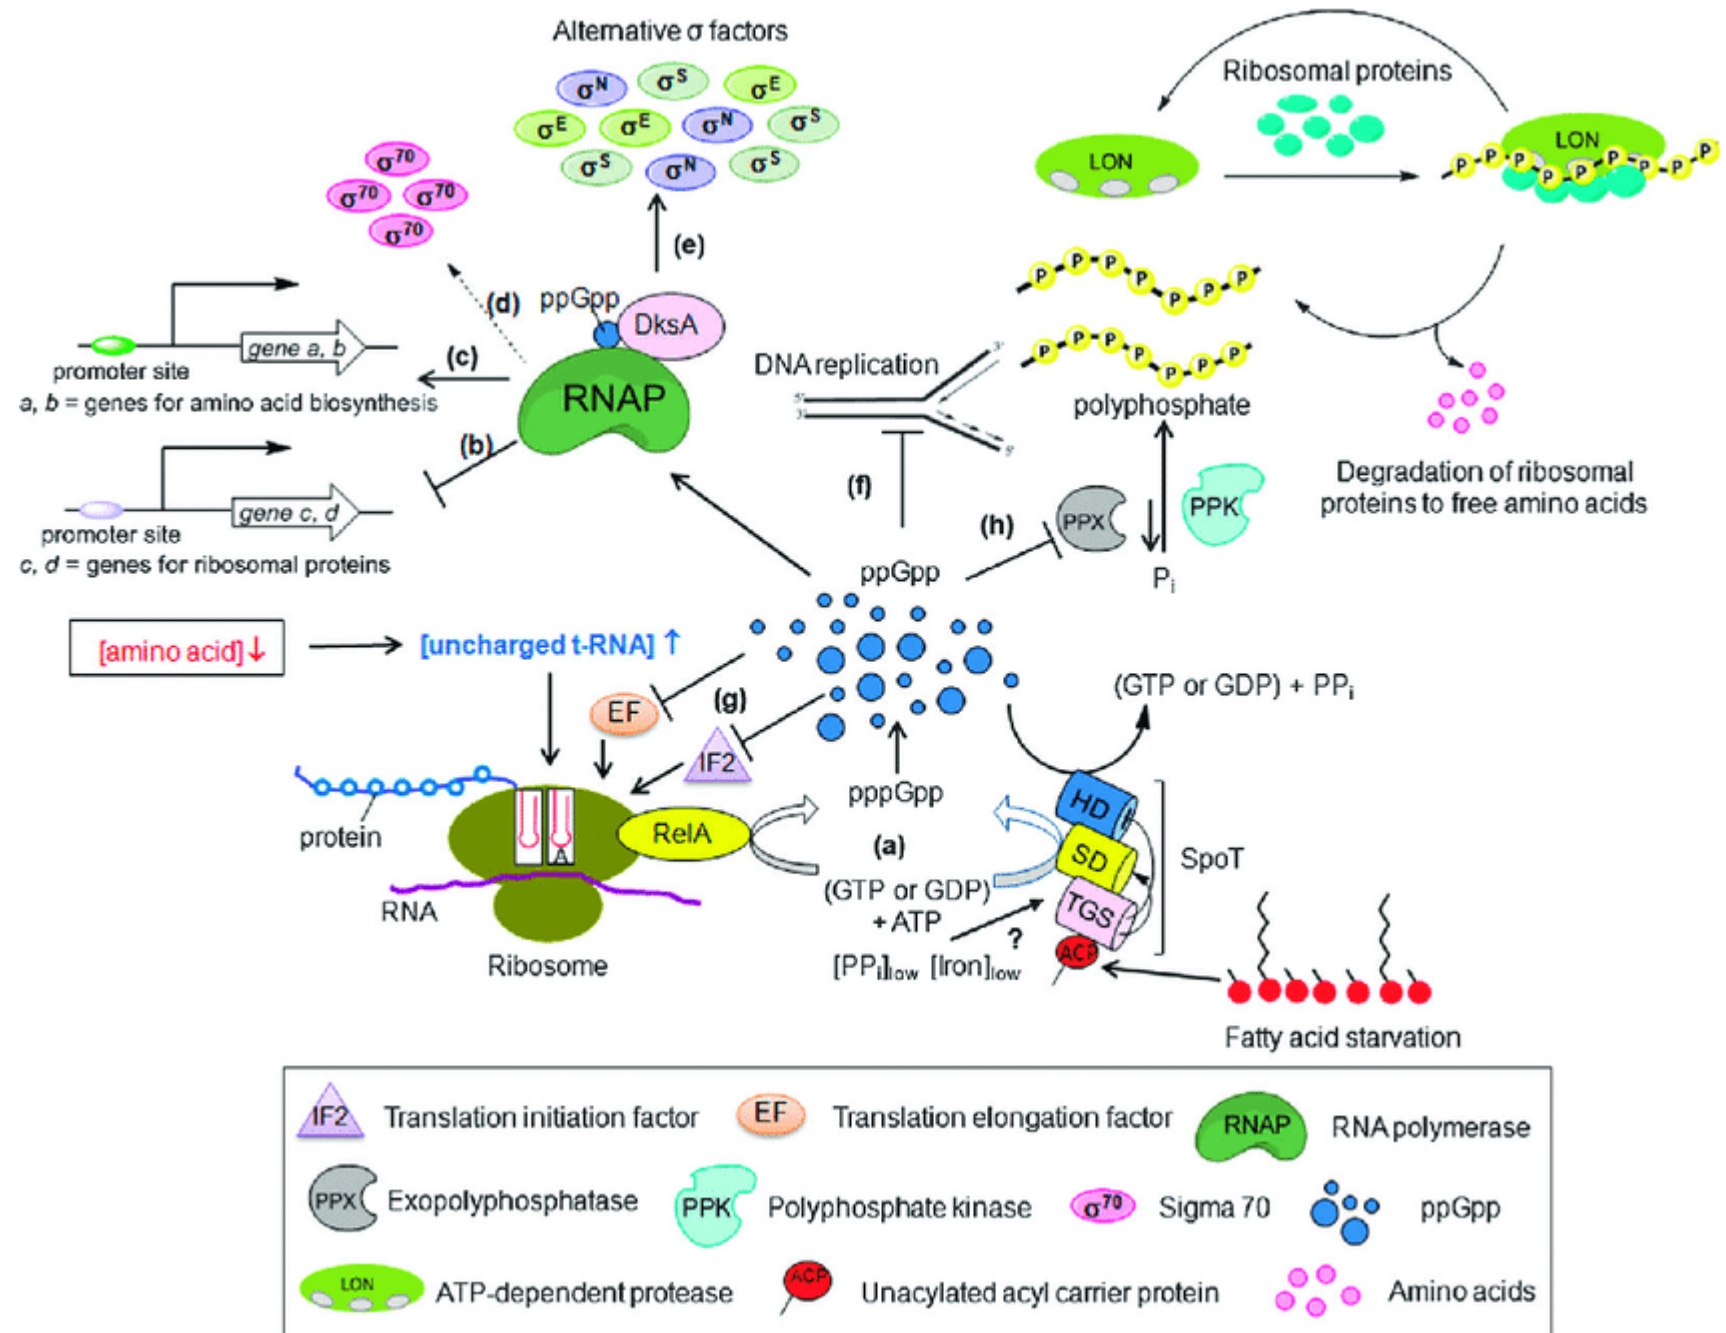 Alternative σ factors
σN
σS
σE
σE
σE
σN
σS
σS
σN
σS
σ70
σ70
σ70
σ70
Ribosomal proteins
LON
LON
P P P P P P P P P
(e)
(d)
ppGpp
DksA
RNAP
gene a, b
promoter site
(c)
a, b = genes for amino acid biosynthesis
(b)
gene c, d
promoter site
c, d = genes for ribosomal proteins
DNA replication
5'
3'
3'
5'
P P P P P P P
P P P P P P P
polyphosphate
Degradation of ribosomal
proteins to free amino acids
(f)
(h)
PPX
PPK
Pi
ppGpp
[amino acid]↓
[uncharged t-RNA] ↑
EF
(g)
IF2
(GTP or GDP) + PPi
protein
RelA
A
RNA
Ribosome
pppGpp
(a)
(GTP or GDP)
+ ATP
[PPi]low [Iron]low
?
HD
SD
TGS
ACP
SpoT
Fatty acid starvation
IF2 Translation initiation factor EF Translation elongation factor RNAP RNA polymerase
PPX Exopolyphosphatase PPK Polyphosphate kinase σ70 Sigma 70 ppGpp
LON ATP-dependent protease ACP Unacylated acyl carrier protein Amino acids